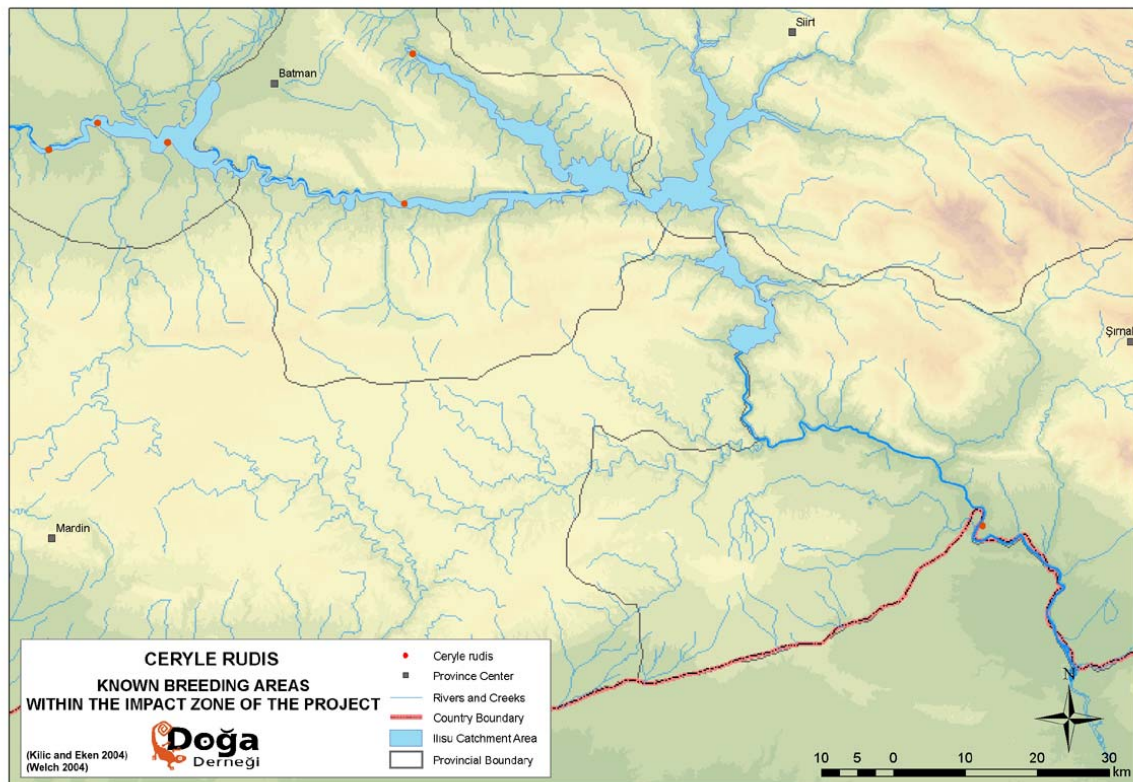 Siirt
Batman
Şırnak
Mardin
CERYLE RUDIS
KNOWN BREEDING AREAS
WITHIN THE IMPACT ZONE OF THE PROJECT
(Kilic and Eken 2004)
(Welch 2004)
Doğa
Derneği
Ceryle rudis
Province Center
Rivers and Creeks
Country Boundary
Ilısu Catchment Area
Provincial Boundary
N
10 5 0 10 20 30
km